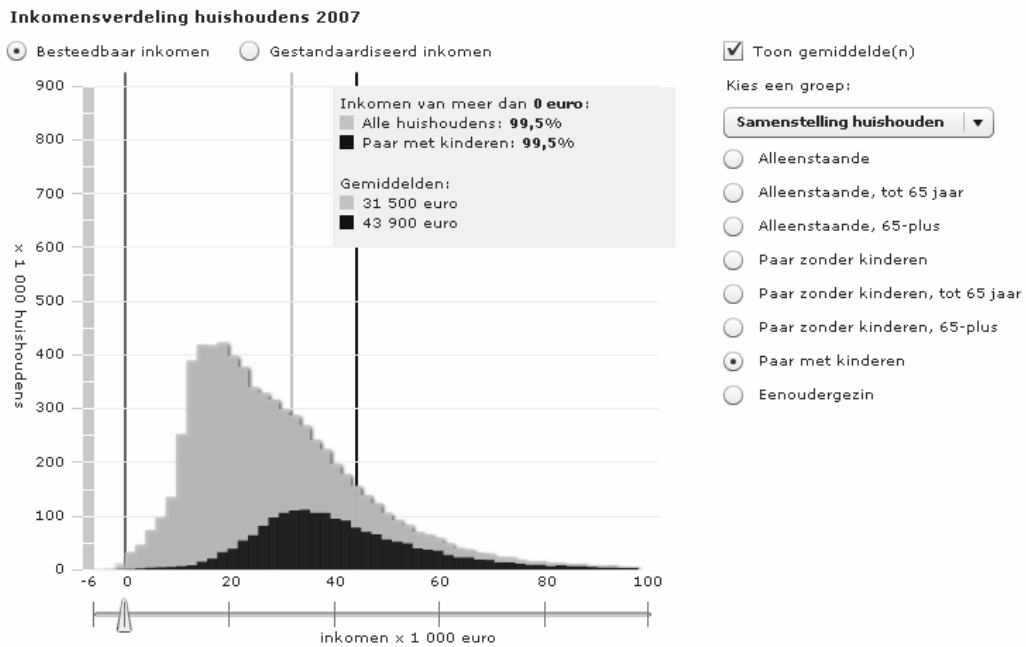 Inkomensverdeling huishoudens 2007
Besteedbaar inkomen
Gestandaardiseerd inkomen
Toon gemiddelde(n)
Kies een groep:
Samenstelling huishouden
Alleenstaande
Alleenstaande, tot 65 jaar
Alleenstaande, 65-plus
Paar zonder kinderen
Paar zonder kinderen, tot 65 jaar
Paar zonder kinderen, 65-plus
Paar met kinderen
Eenoudergezin
Inkomen van meer dan 0 euro:
Alle huishoudens: 99,5%
Paar met kinderen: 99,5%
Gemiddelden:
31 500 euro
43 900 euro
x 1 000 huishoudens
900
800
700
600
500
400
300
200
100
0
-6 0 20 40 60 80 100
inkomen x 1 000 euro